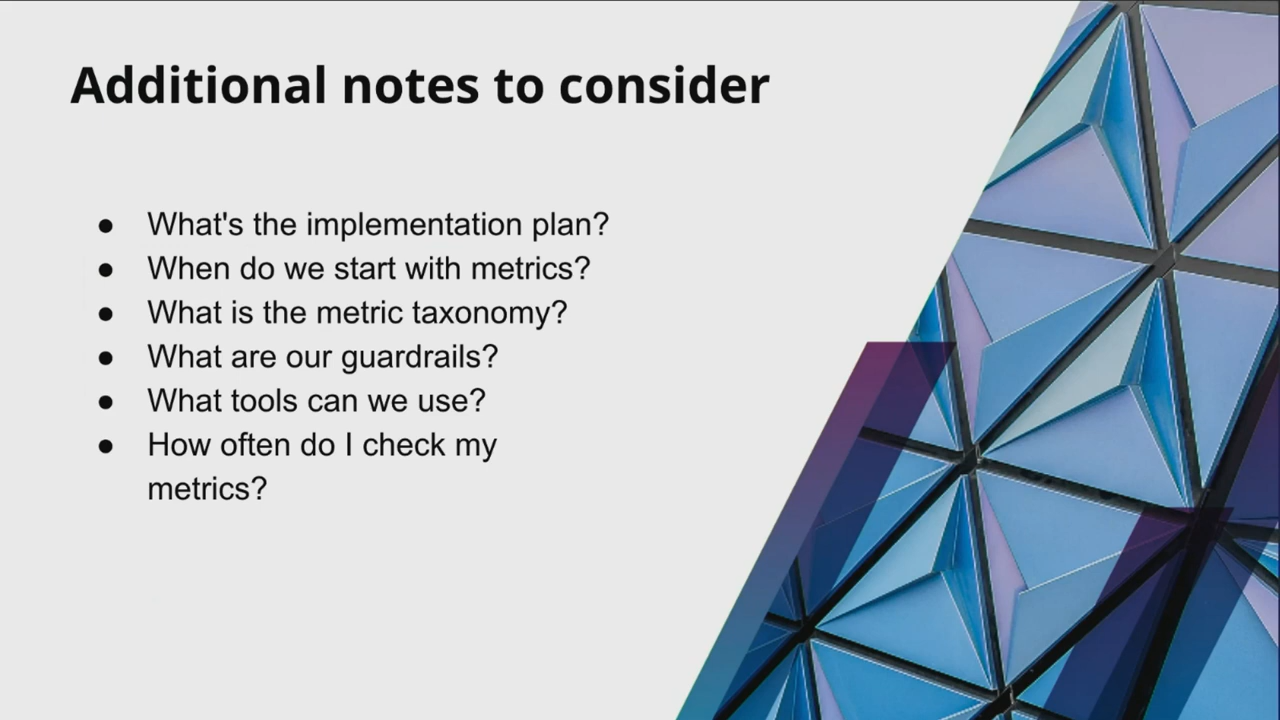 Additional notes to consider
● What's the implementation plan?
● When do we start with metrics?
● What is the metric taxonomy?
● What are our guardrails?
● What tools can we use?
● How often do I check my
metrics?